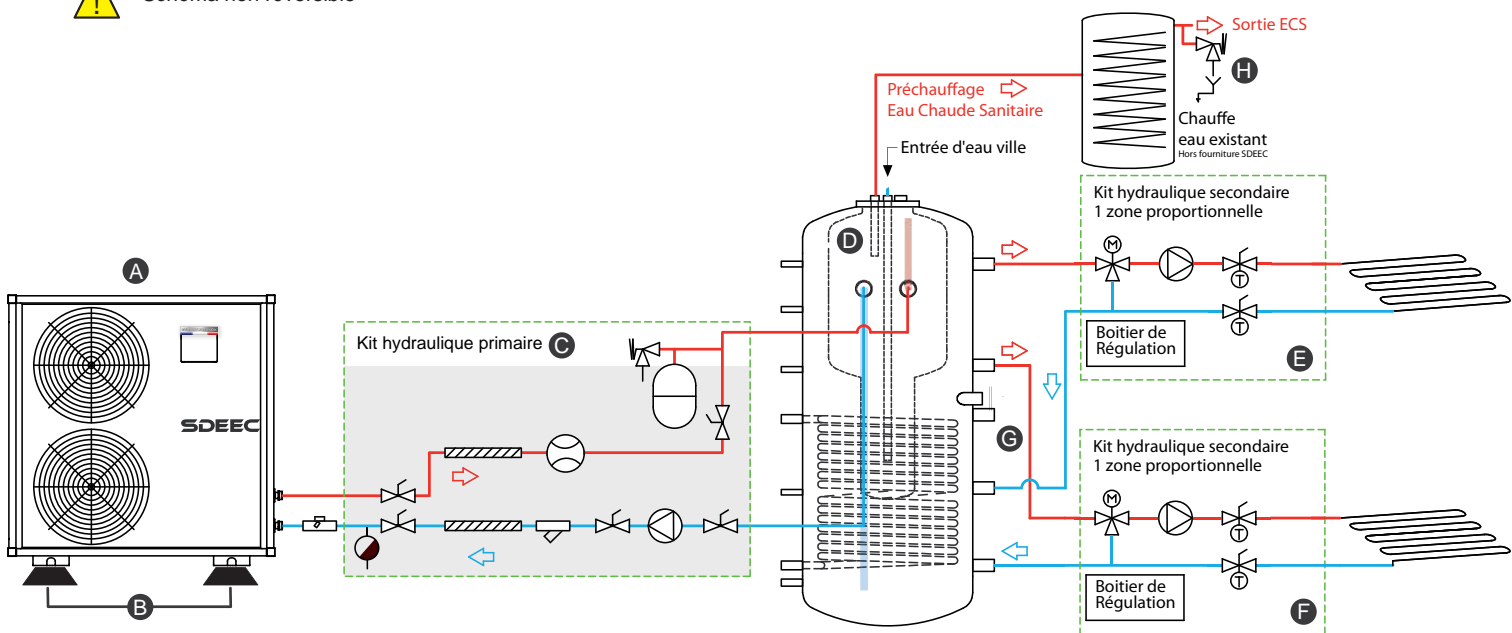 Schéma non réversible
Sortie ECS
H
Préchauffage
Eau Chaude Sanitaire
Chauffe
eau existant
Hors fourniture SDEEC
Entrée d'eau ville
Kit hydraulique secondaire
1 zone proportionnelle
D
M
A
T
T
Boitier de
Régulation
E
Kit hydraulique primaire C
SDEEC
G
Kit hydraulique secondaire
1 zone proportionnelle
M
T
T
Boitier de
Régulation
F
B